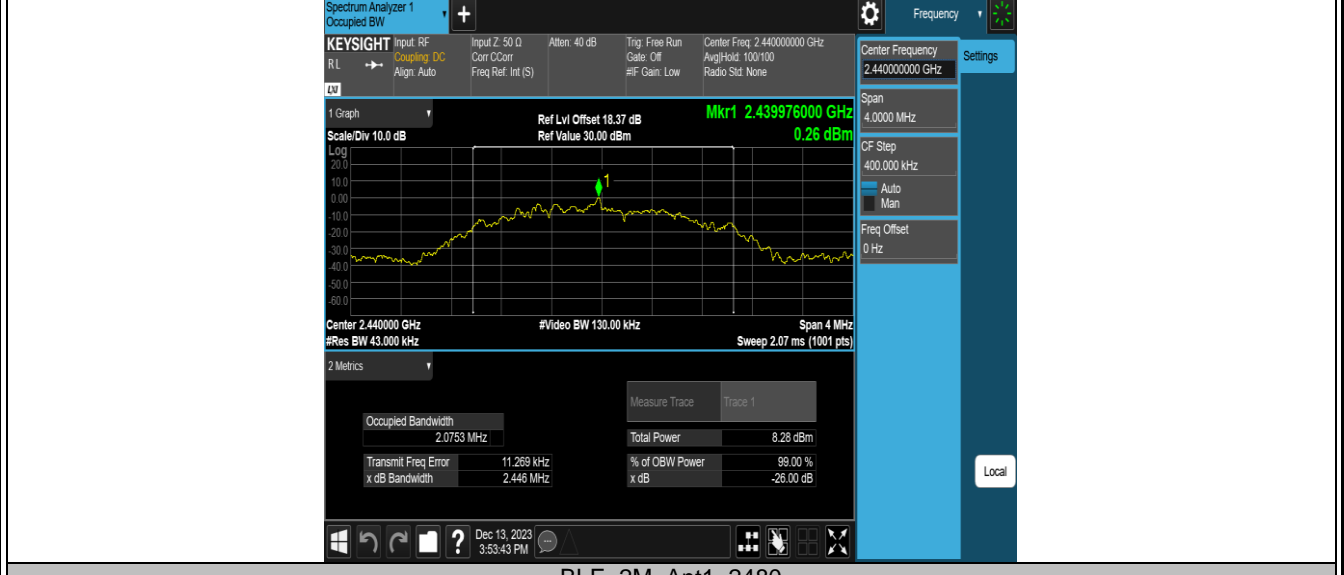 Spectrum Analyzer 1
Occupied BW
+
Frequency
KEYSIGHT
Input: RF
Coupling: DC
Align: Auto
Input Z: 50 Ω
Corr CCorr
Freq Ref: Int (S)
Atten: 40 dB
Trig: Free Run
Gate: Off
#IF Gain: Low
Center Freq: 2.440000000 GHz
Avg|Hold: 100/100
Radio Std: None
RL
LXI
Center Frequency
2.440000000 GHz
Settings
Span
4.0000 MHz
CF Step
400.000 kHz
Auto
Man
Freq Offset
0 Hz
1 Graph
Ref Lvl Offset 18.37 dB
Mkr1 2.439976000 GHz
Scale/Div 10.0 dB
Ref Value 30.00 dBm
0.26 dBm
Log
20.0
10.0
0.00
-10.0
-20.0
-30.0
-40.0
-50.0
-60.0
1
Center 2.440000 GHz
#Video BW 130.00 kHz
Span 4 MHz
#Res BW 43.000 kHz
Sweep 2.07 ms (1001 pts)
2 Metrics
Measure Trace
Trace 1
Occupied Bandwidth
2.0753 MHz
Total Power
8.28 dBm
Transmit Freq Error
11.269 kHz
% of OBW Power
99.00 %
x dB Bandwidth
2.446 MHz
x dB
-26.00 dB
Local
?
Dec 13, 2023
3:53:43 PM